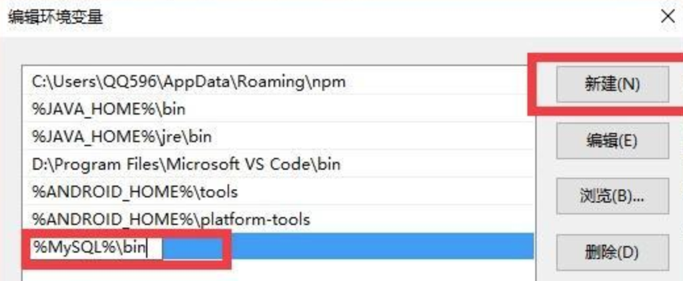 编辑环境变量
C:\Users\QQ596\AppData\Roaming\npm
新建(N)
%JAVA_HOME%\bin
%JAVA_HOME%\jre\bin
编辑(E)
D:\Program Files\Microsoft VS Code\bin
%ANDROID_HOME%\tools
浏览(B)...
%ANDROID_HOME%\platform-tools
%MySQL%\bin
删除(D)